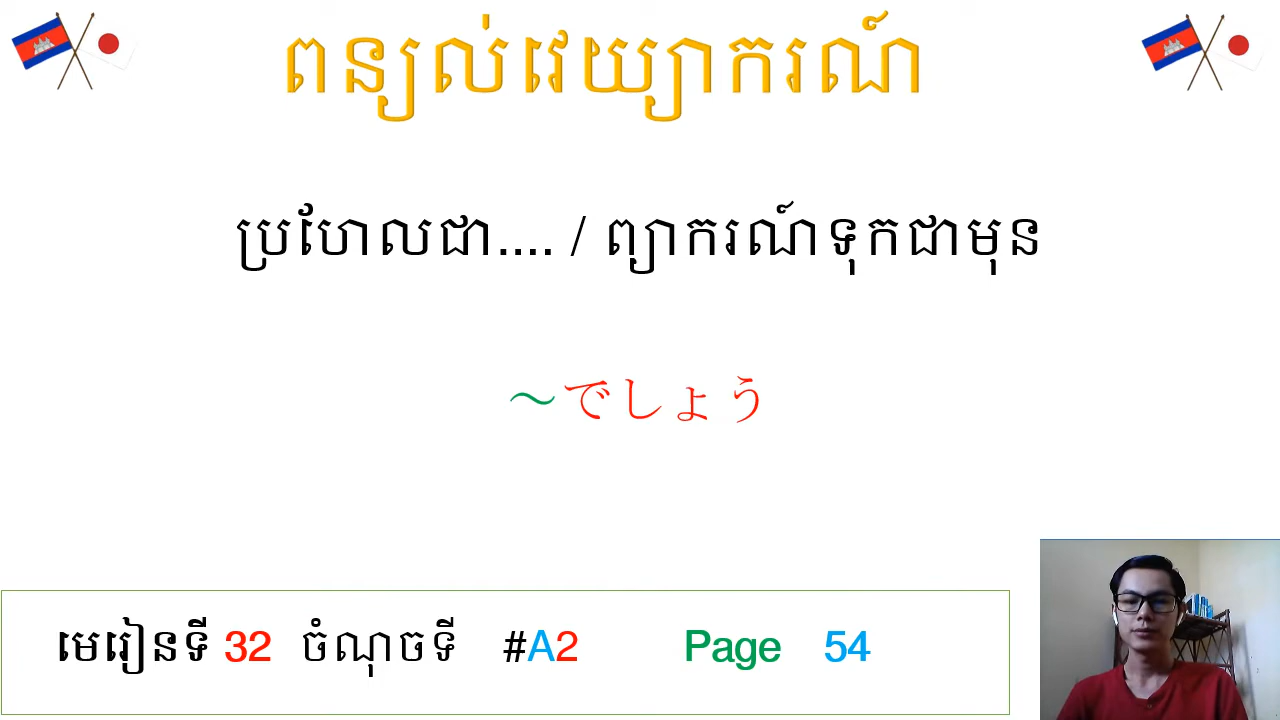 ពន្យល់វេយ្យាករណ៍
ប្រហែលជា.... / ព្យាករណ៍ទុកជាមុន
～でしょう
មេរៀនទី 32 ចំណុចទី #A2 Page 54